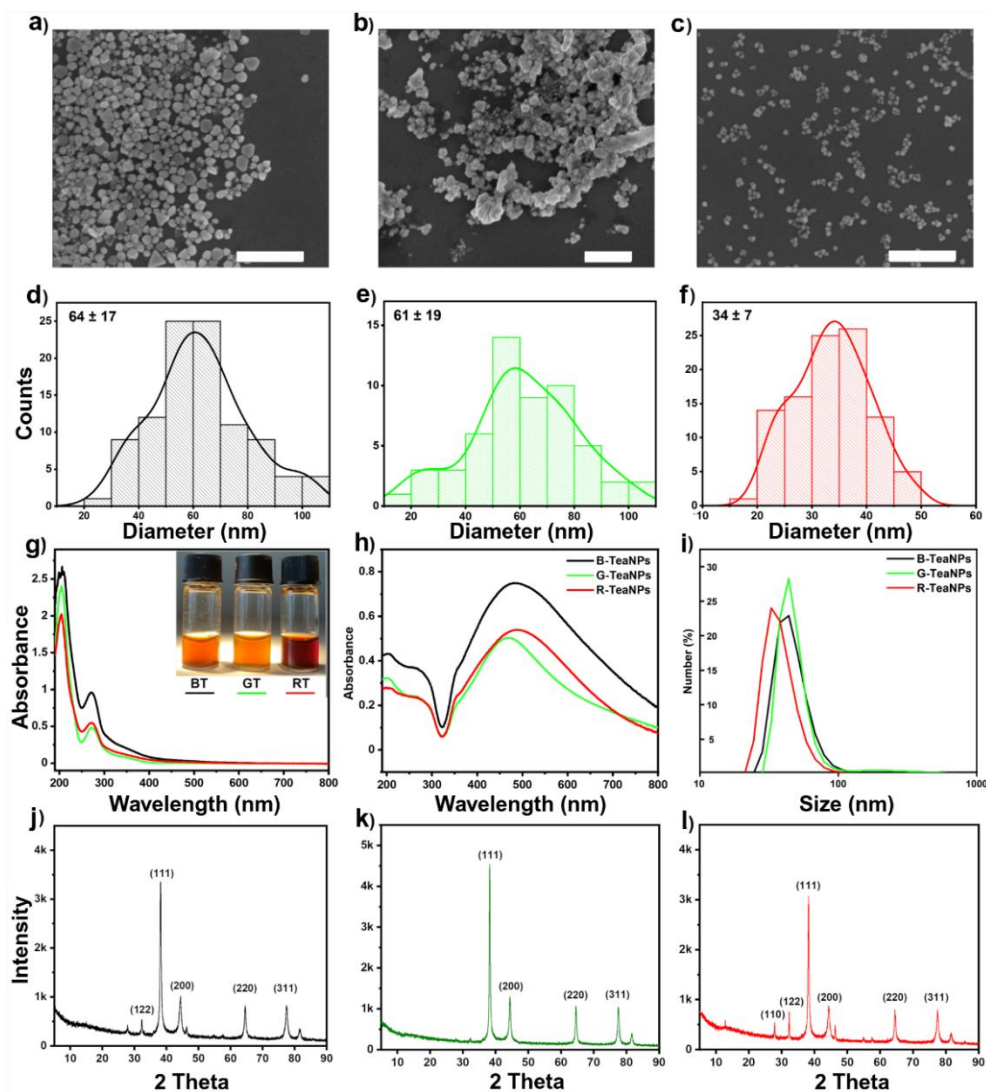 a)
b)
c)
d)
64 ± 17
25
20
15
10
5
0
20 40 60 80 100
Counts
Diameter (nm)
e)
61 ± 19
15
10
5
0
20 40 60 80 100
Diameter (nm)
f)
34 ± 7
25
20
15
10
5
0
10 20 30 40 50 60
Diameter (nm)
g)
2.5
2
1.5
1
0.5
0
200 300 400 500 600 700 800
Absorbance
Wavelength (nm)
BT GT RT
h)
0.8
0.6
0.4
0.2
0
200 300 400 500 600 700 800
Absorbance
Wavelength (nm)
B-TeaNPs
G-TeaNPs
R-TeaNPs
i)
30
25
20
15
10
5
10 100 1000
Number (%)
Size (nm)
B-TeaNPs
G-TeaNPs
R-TeaNPs
j)
4k
3k
2k
1k
0
10 20 30 40 50 60 70 80 90
Intensity
2 Theta
(122)
(111)
(200)
(220)
(311)
k)
5k
4k
3k
2k
1k
0
10 20 30 40 50 60 70 80 90
2 Theta
(111)
(200)
(220)
(311)
l)
4k
3k
2k
1k
0
10 20 30 40 50 60 70 80 90
2 Theta
(110)
(122)
(111)
(200)
(220)
(311)